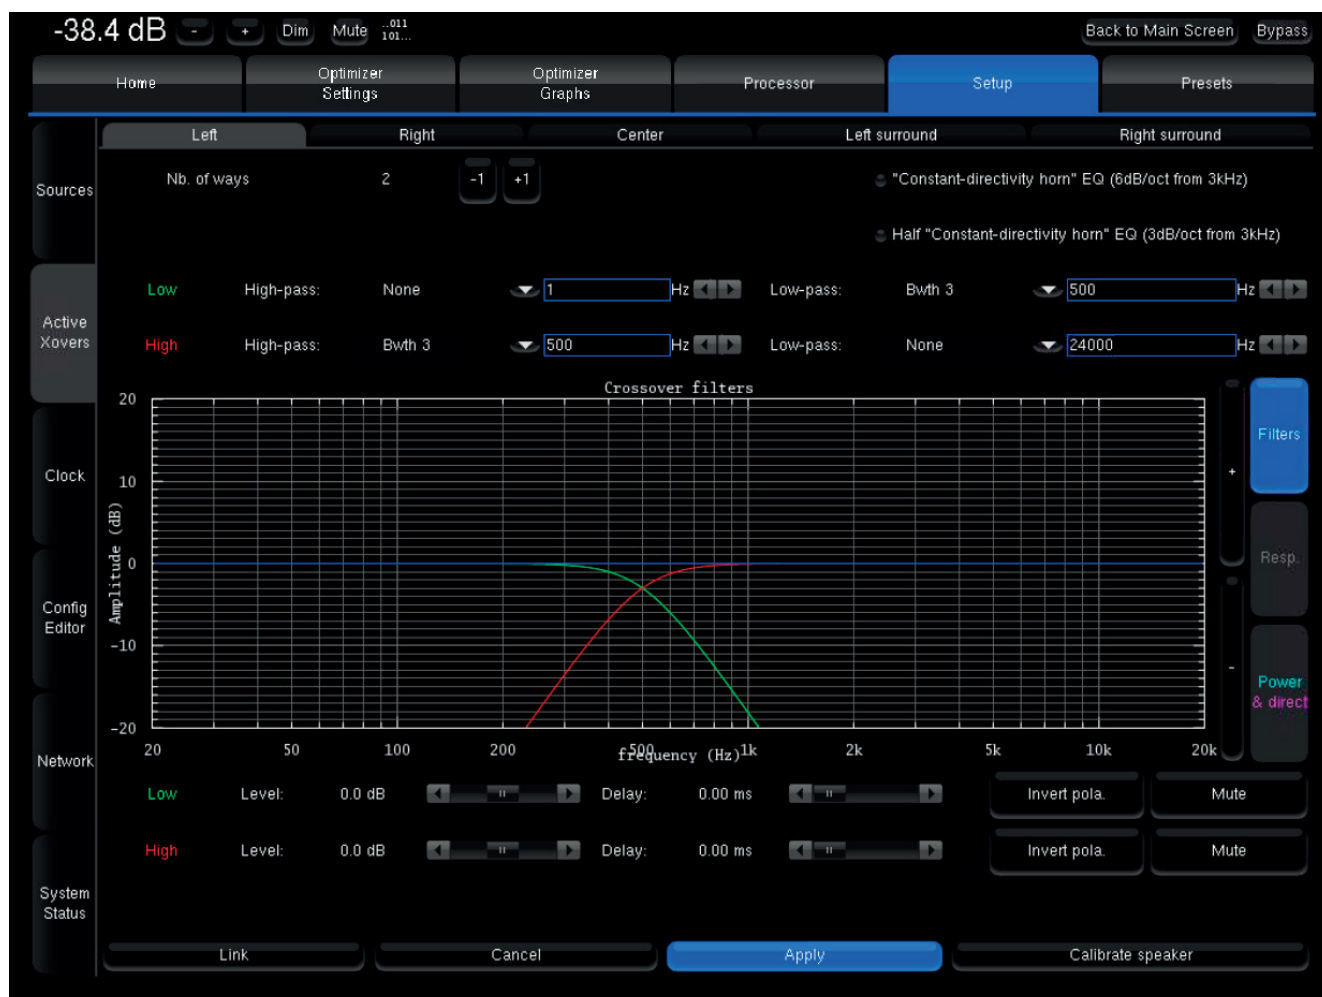 -38.4 dB - + Dim Mute ..011 Back to Main Screen Bypass
101...
Home Optimizer Settings Optimizer Graphs Processor Setup Presets
Left Right Center Left surround Right surround
Sources
Nb. of ways 2 -1 +1 "Constant-directivity horn" EQ (6dB/oct from 3kHz)
Half "Constant-directivity horn" EQ (3dB/oct from 3kHz)
Low High-pass: None 1 Hz Low-pass: Bwth 3 500 Hz
Active
Xovers
High High-pass: Bwth 3 500 Hz Low-pass: None 24000 Hz
Crossover filters
20
Filters
Clock
10
+
Amplitude (dB)
0
Resp.
Config
Editor
-10
-
Power
& direct
-20
20 50 100 200 500 1k 2k 5k 10k 20k
frequency (Hz)
Network
Low Level: 0.0 dB Delay: 0.00 ms Invert pola. Mute
High Level: 0.0 dB Delay: 0.00 ms Invert pola. Mute
System
Status
Link Cancel Apply Calibrate speaker